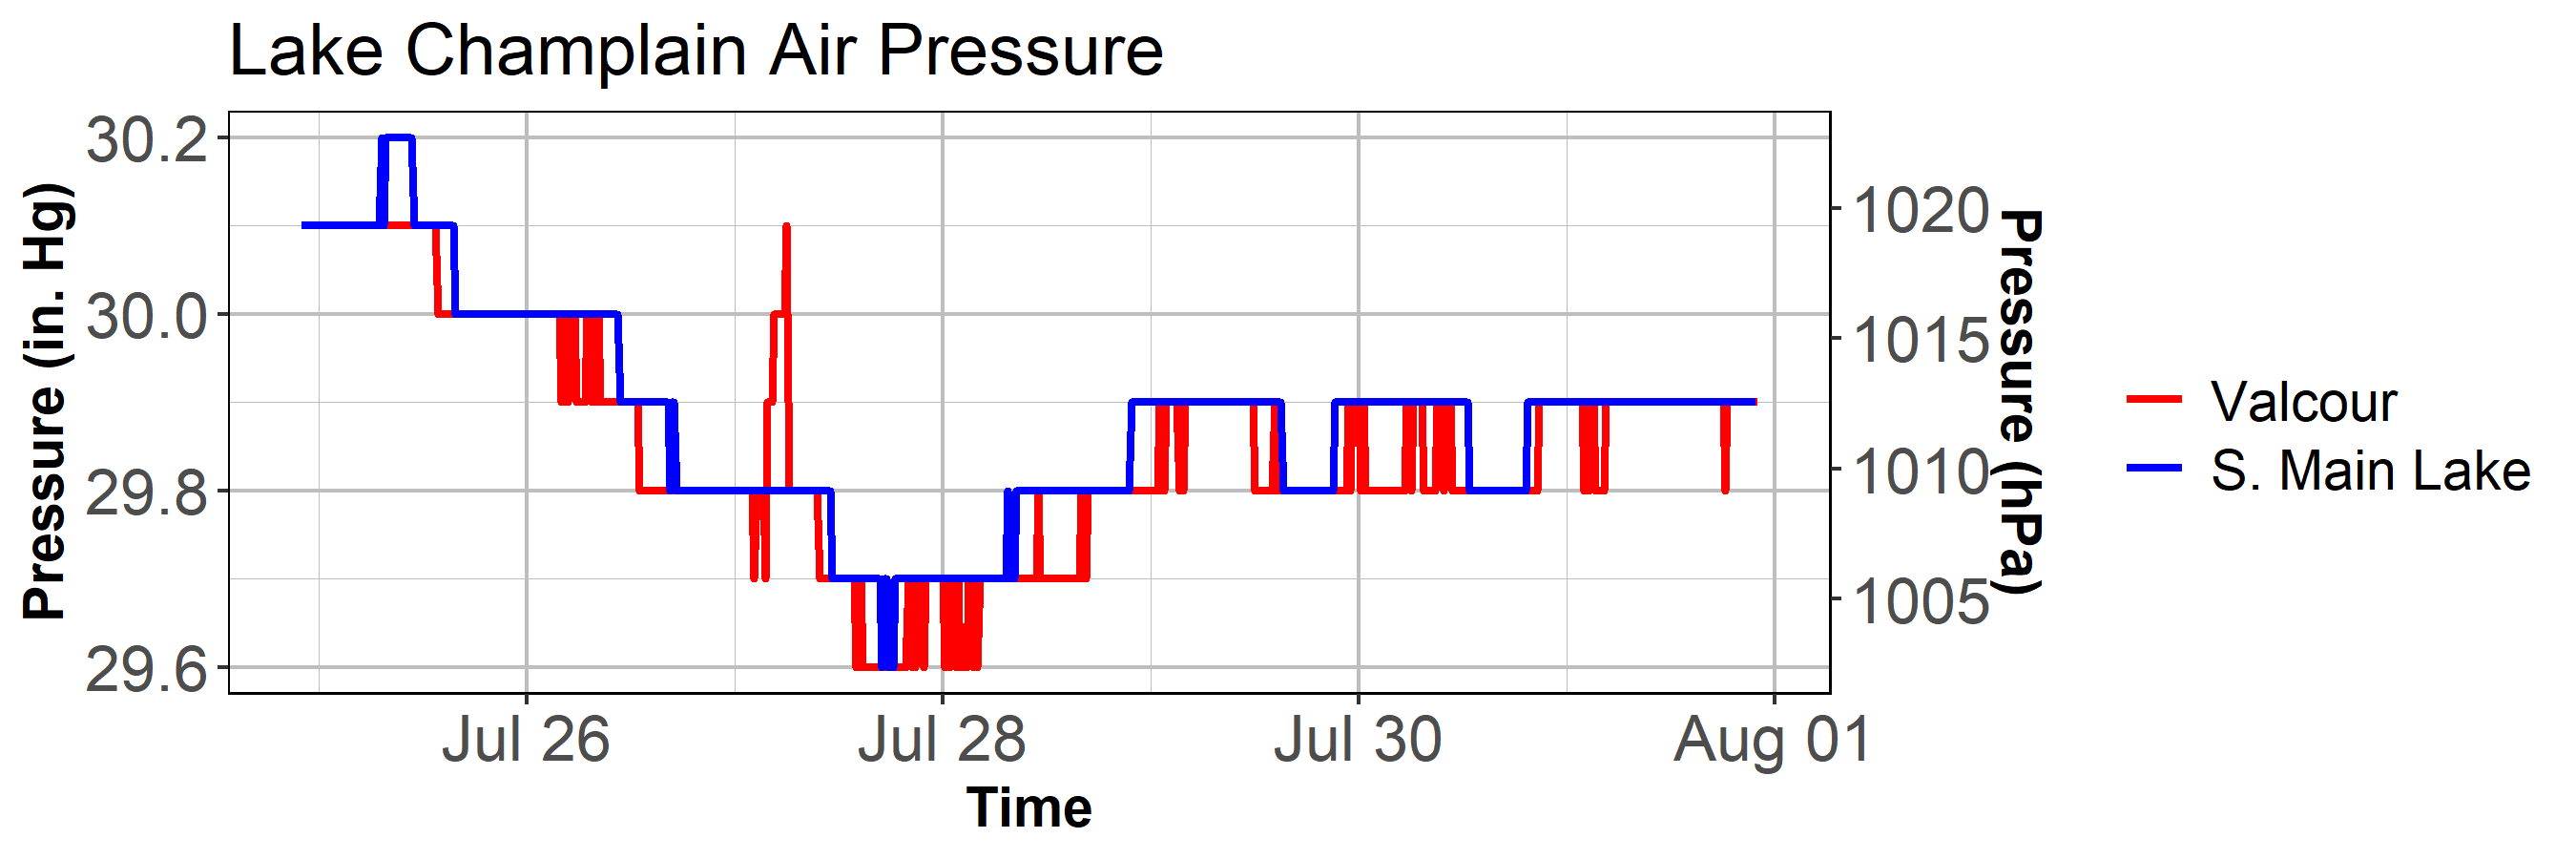 Lake Champlain Air Pressure
Pressure (in. Hg)
30.2
30.0
29.8
29.6
Jul 26
Jul 28
Jul 30
Aug 01
Time
1020
1015
1010
1005
Pressure (hPa)
Valcour
S. Main Lake